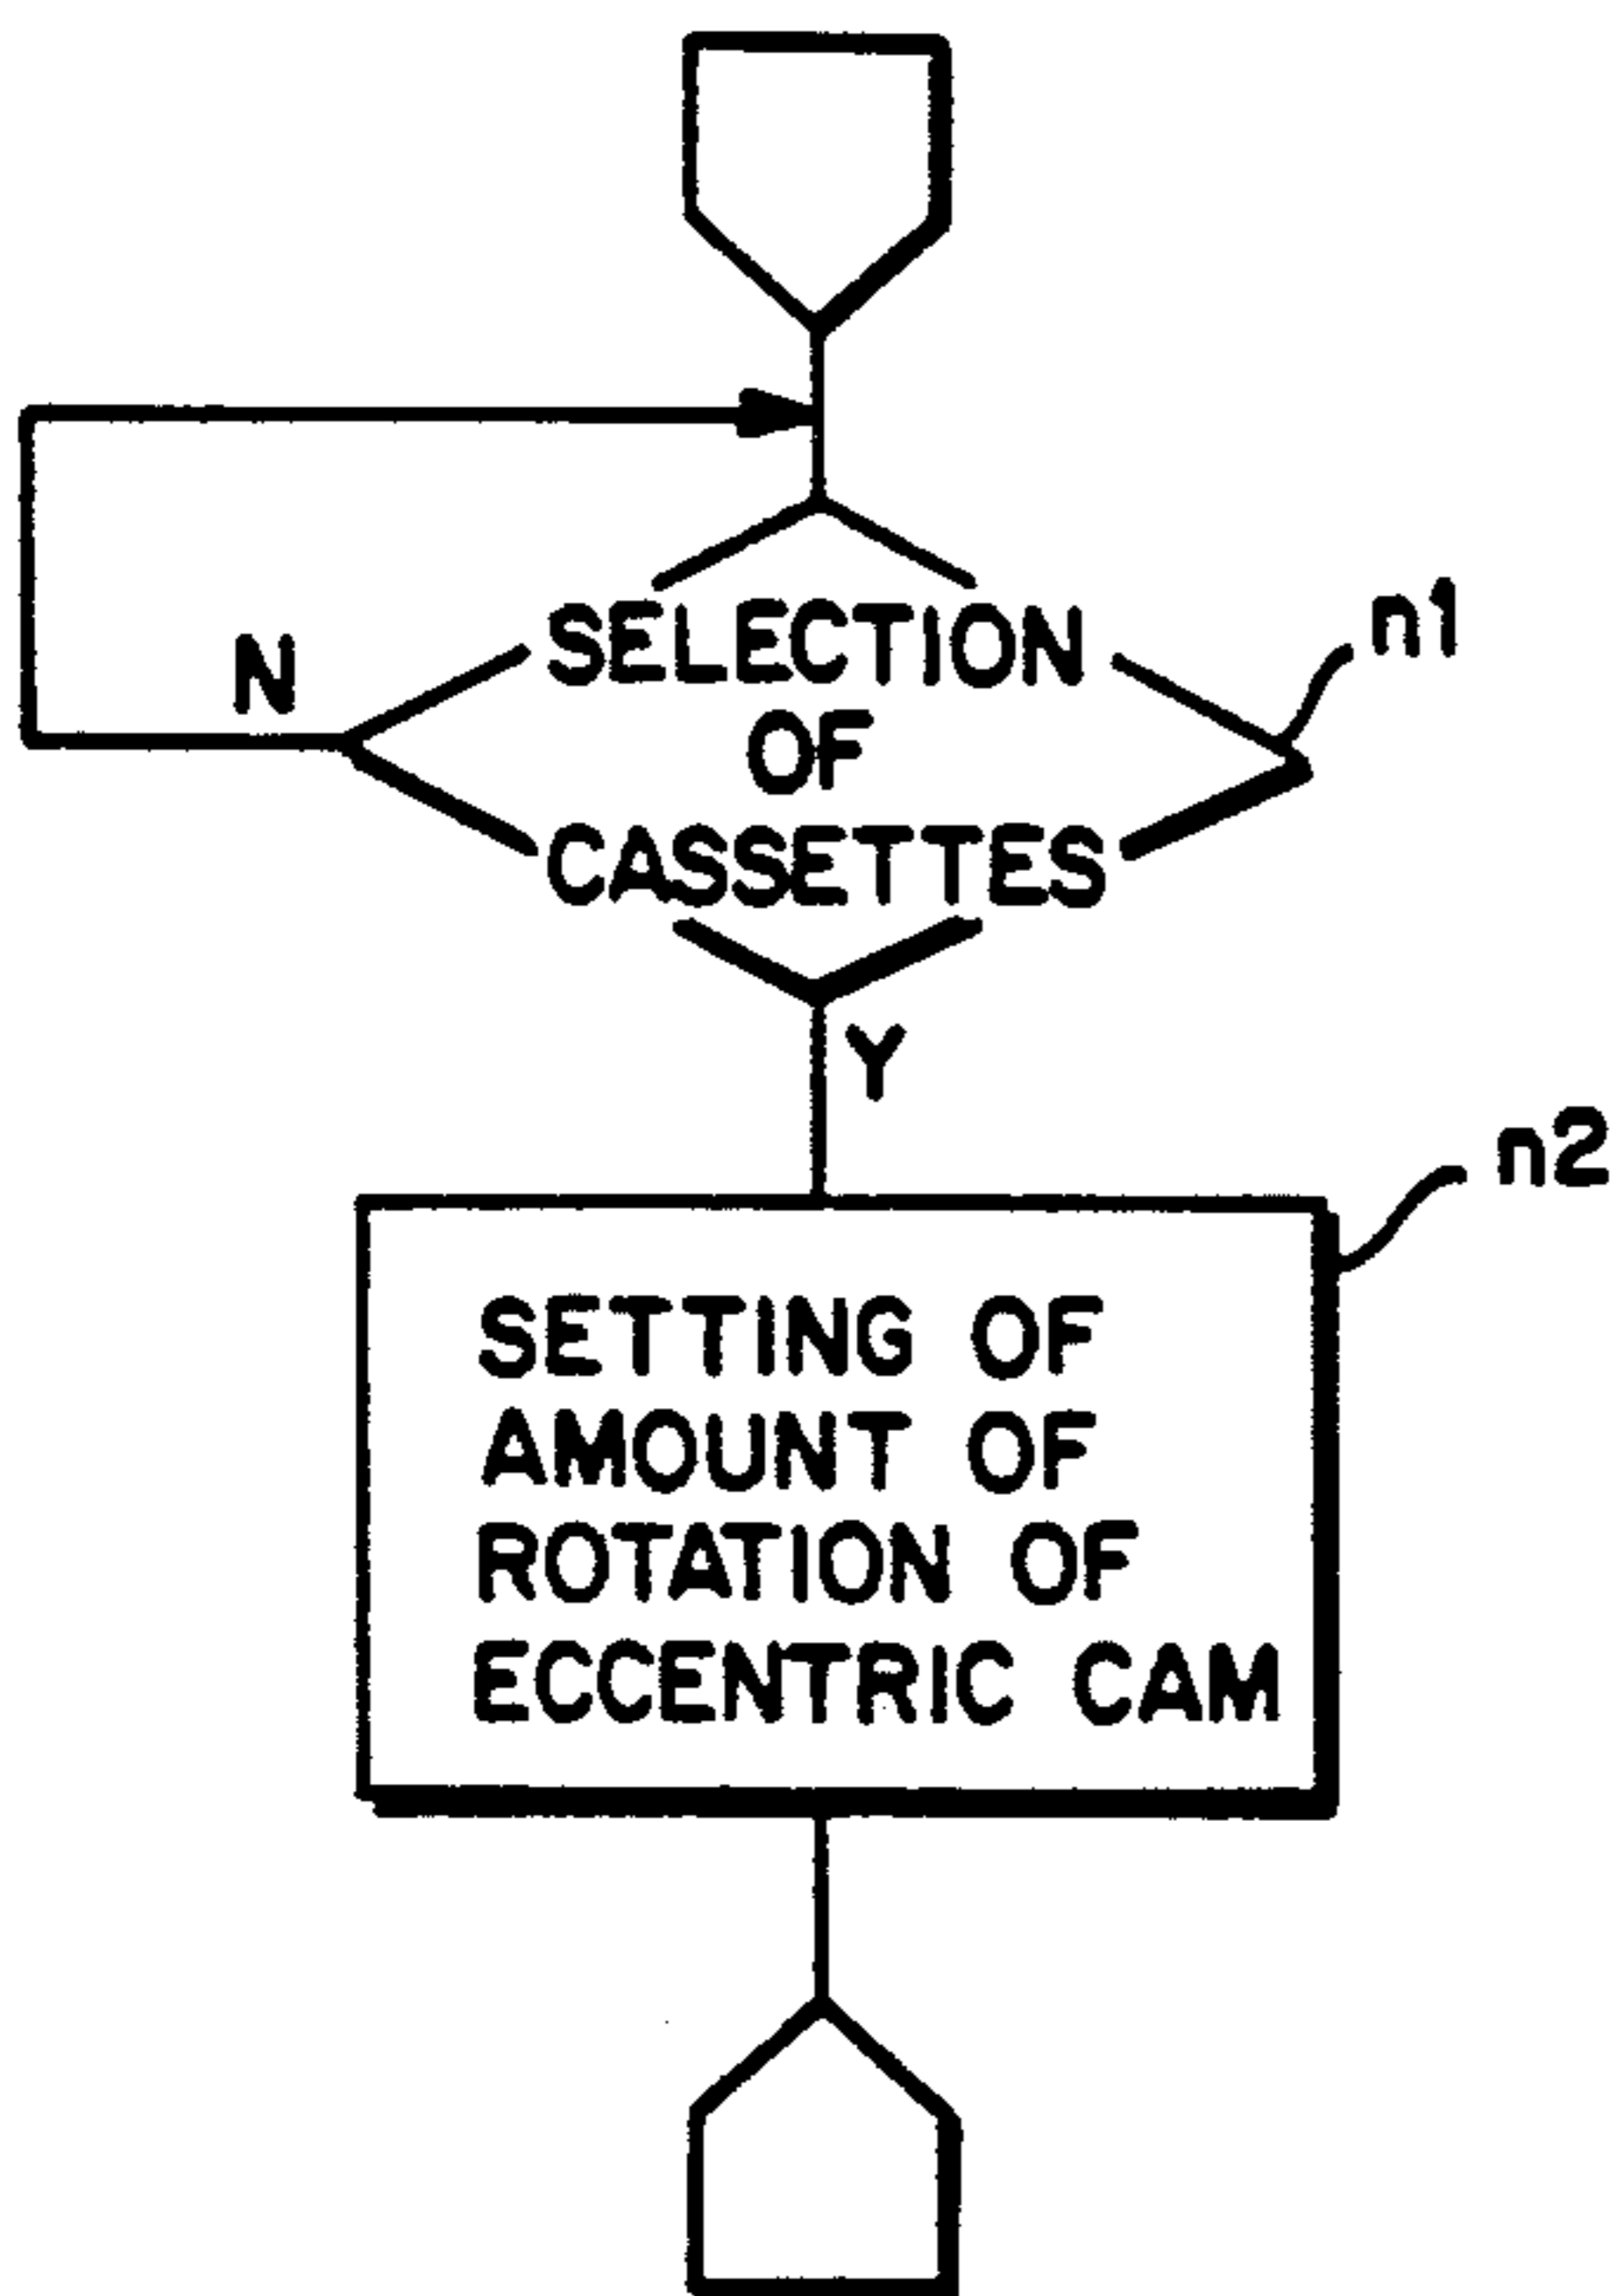 SELECTION
OF
CASSETTES
n1
N
Y
n2
SETTING OF
AMOUNT OF
ROTATION OF
ECCENTRIC CAM